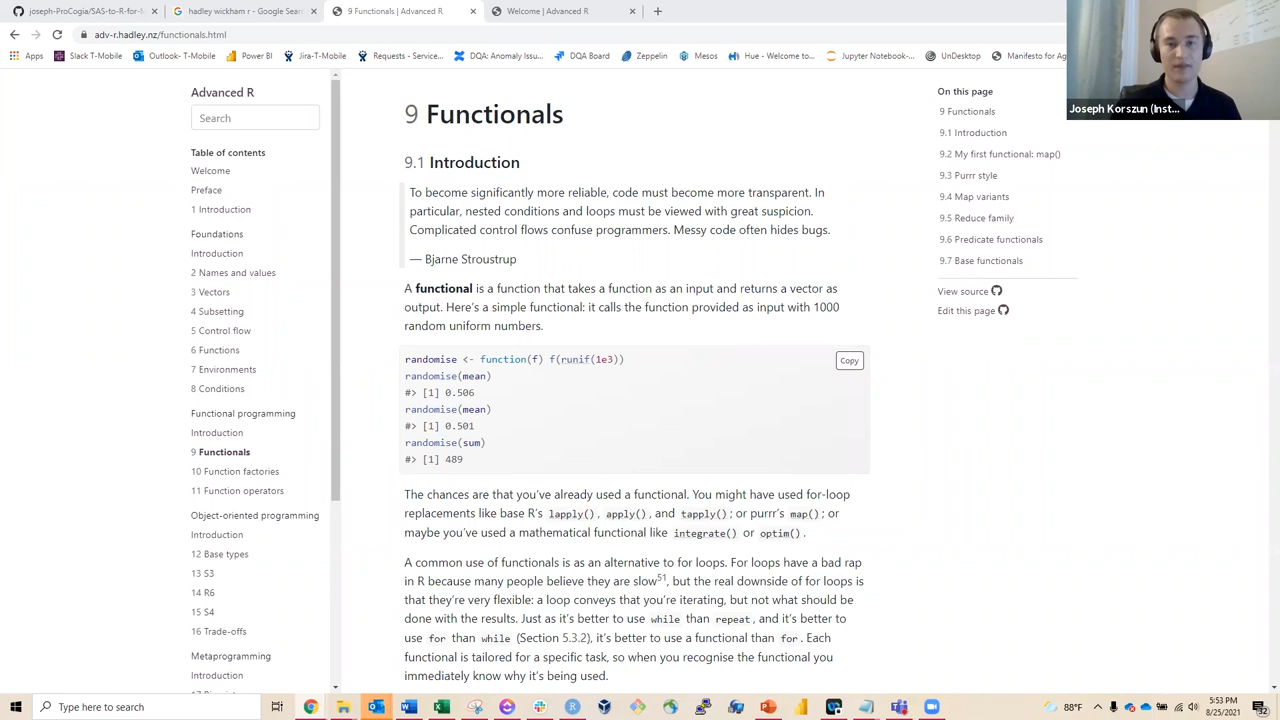 joseph-ProCogia/SAS-to-R-for-M
hadley wickham r - Google Sear
9 Functionals | Advanced R
Welcome | Advanced R
adv-r.hadley.nz/functionals.html
Apps
Slack T-Mobile
Outlook- T-Mobile
Power BI
Jira-T-Mobile
Requests - Service...
DQA: Anomaly Issu...
DQA Board
Zeppelin
Mesos
Hue - Welcome to...
Jupyter Notebook-...
UnDesktop
Manifesto for Ag
Joseph Korszun (Inst...
Advanced R
Search
Table of contents
Welcome
Preface
1 Introduction
Foundations
Introduction
2 Names and values
3 Vectors
4 Subsetting
5 Control flow
6 Functions
7 Environments
8 Conditions
Functional programming
Introduction
9 Functionals
10 Function factories
11 Function operators
Object-oriented programming
Introduction
12 Base types
13 S3
14 R6
15 S4
16 Trade-offs
Metaprogramming
Introduction
9 Functionals
9.1 Introduction
To become significantly more reliable, code must become more transparent. In
particular, nested conditions and loops must be viewed with great suspicion.
Complicated control flows confuse programmers. Messy code often hides bugs.
— Bjarne Stroustrup
A functional is a function that takes a function as an input and returns a vector as
output. Here's a simple functional: it calls the function provided as input with 1000
random uniform numbers.
randomise <- function(f) f(runif(1e3))
Copy
randomise(mean)
#> [1] 0.506
randomise(mean)
#> [1] 0.501
randomise(sum)
#> [1] 489
The chances are that you've already used a functional. You might have used for-loop
replacements like base R's lapply(), apply(), and tapply(); or purrr's map(); or
maybe you've used a mathematical functional like integrate() or optim().
A common use of functionals is as an alternative to for loops. For loops have a bad rap
in R because many people believe they are slow51, but the real downside of for loops is
that they're very flexible: a loop conveys that you're iterating, but not what should be
done with the results. Just as it's better to use while than repeat, and it's better to
use for than while (Section 5.3.2), it's better to use a functional than for. Each
functional is tailored for a specific task, so when you recognise the functional you
immediately know why it's being used.
On this page
9 Functionals
9.1 Introduction
9.2 My first functional: map()
9.3 Purrr style
9.4 Map variants
9.5 Reduce family
9.6 Predicate functionals
9.7 Base functionals
View source
Edit this page
Type here to search
88°F
5:53 PM
8/25/2021
32